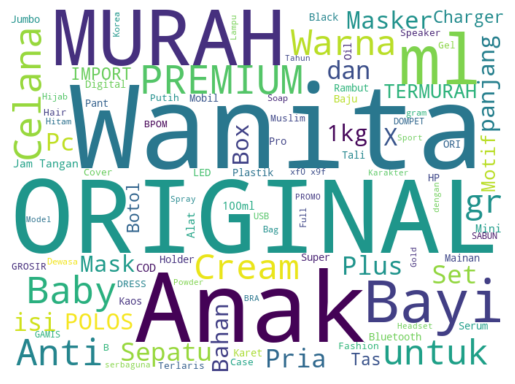 Jumbo
Korea
Lampu
Black
Speaker
Masker
Charger
MURAH
Warna
Oil
Gel
ml
Celana
IMPORT
Tahun
Digital
PREMIUM
dan
Rambut
TERMURAH
panjang
Hijab
Pant
Putih
Mobil
Soap
Baju
gram
Motif
Hair
Hitam
BPOM
Muslim
DOMPET
Wanita
Pc
Box
Pro
1kg
X
Sport
ORI
Jam Tangan
Tali
Cover
LED
Plastik
xf0 x9f
Karakter
HP
ORIGINAL
gr
Botol
100ml
USB
dengan
Model
Spray
Alat
Bag
PROMO
Full
Mini
SABUN
GROSIR
Mask
COD
Holder
Cream
Super
Plus
Gold
Mainan
Set
Dewasa
Baby
DRESS
Powder
Anak
Bayi
isi
POLOS
Kaos
BRA
Bahan
Bluetooth
Headset
Serum
GAMIS
B
Anti
Sepatu
Karet
Pria
Fashion
Tas
untuk
serbaguna
Terlaris
Case